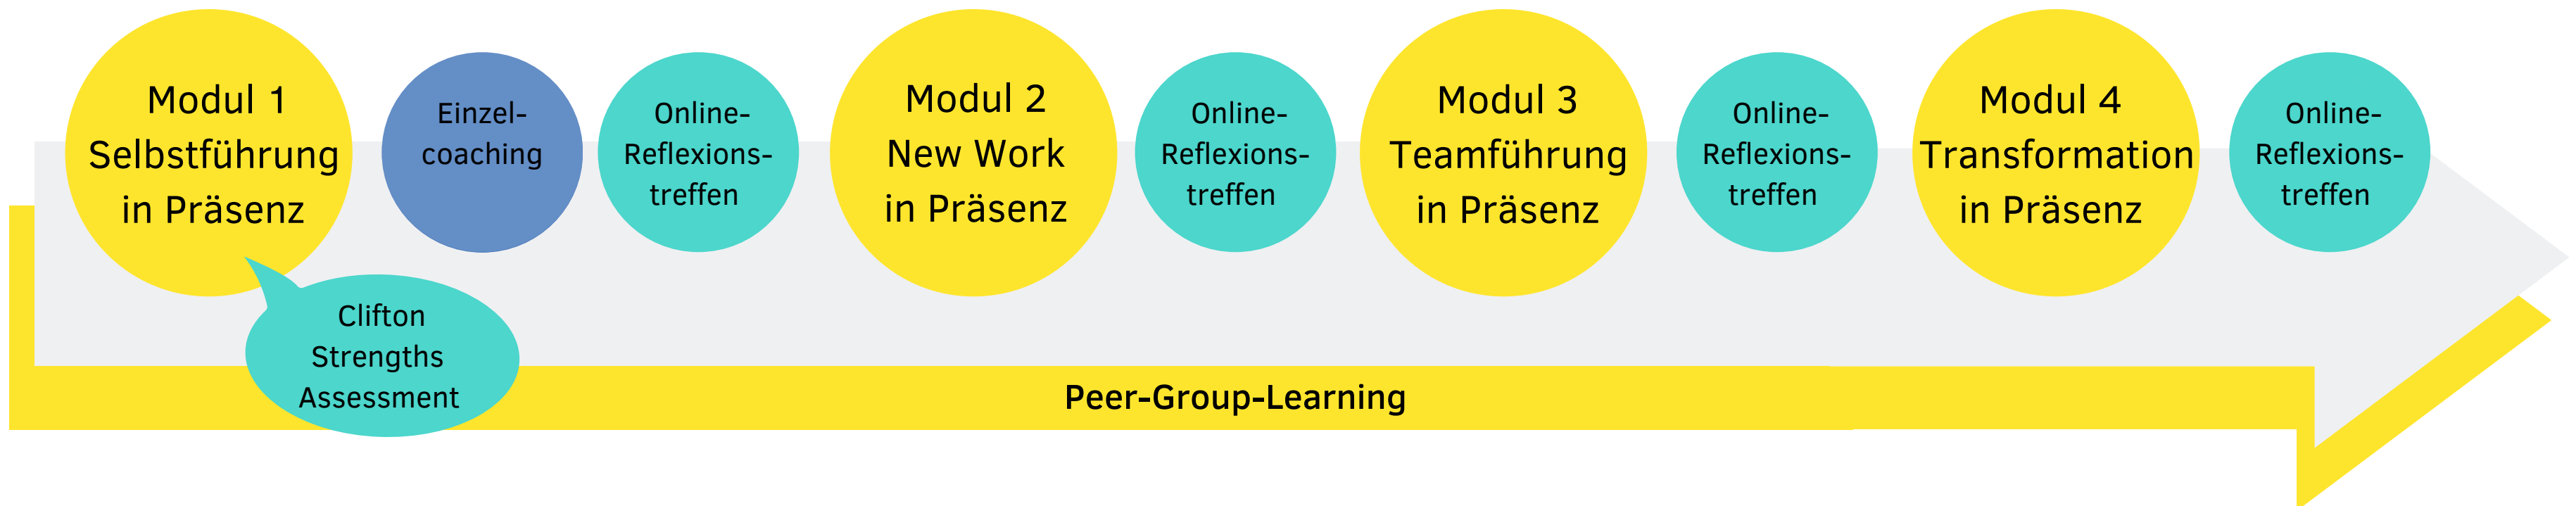 Modul 1
Selbstführung
in Präsenz
Einzel-
coaching
Online-
Reflexions-
treffen
Modul 2
New Work
in Präsenz
Online-
Reflexions-
treffen
Modul 3
Teamführung
in Präsenz
Online-
Reflexions-
treffen
Modul 4
Transformation
in Präsenz
Online-
Reflexions-
treffen
Clifton
Strengths
Assessment
Peer-Group-Learning